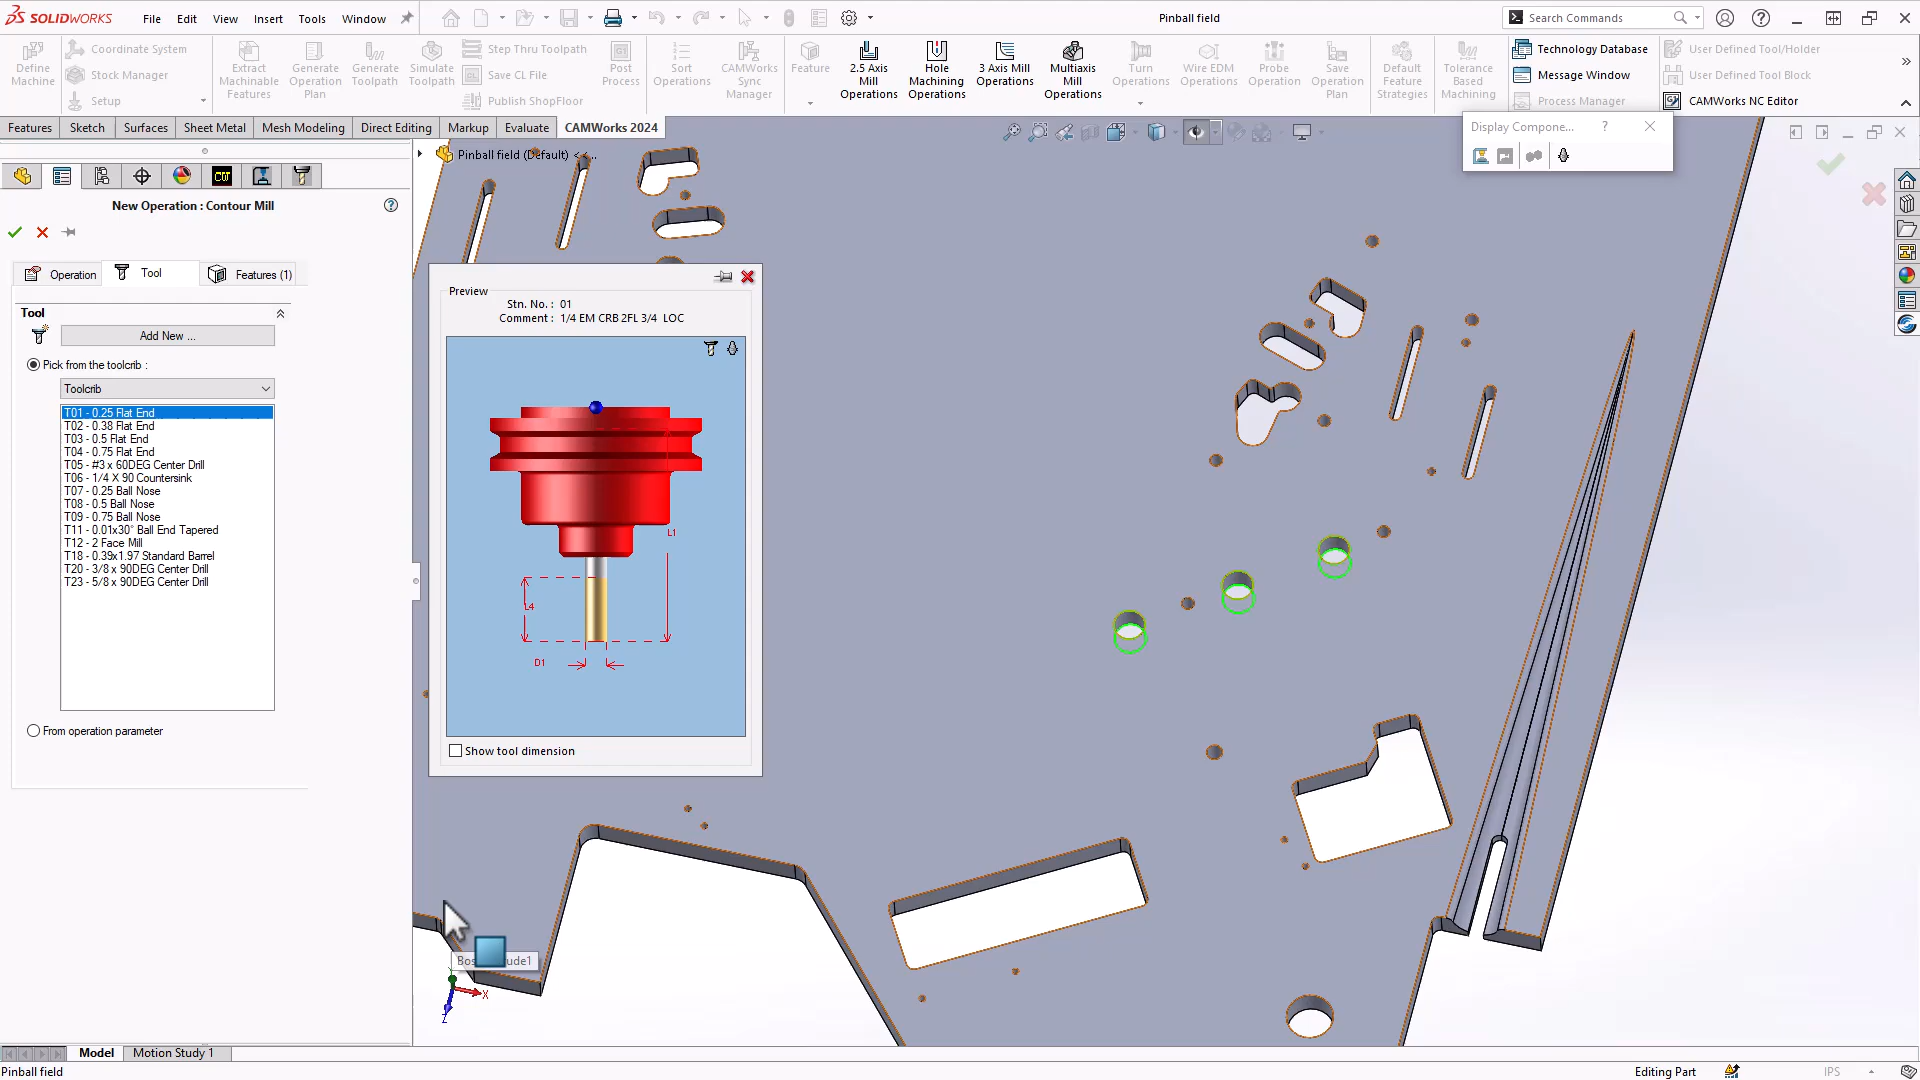 SOLIDWORKS
File
Edit
View
Insert
Tools
Window
Pinball field
Search Commands
Define Machine
Coordinate System
Stock Manager
Setup
Extract Machinable Features
Generate Operation Plan
Generate Toolpath
Simulate Toolpath
Step Thru Toolpath
Save CL File
Publish ShopFloor
Post Process
Sort Operations
CAMWorks Sync Manager
Feature
2.5 Axis Mill Operations
Hole Machining Operations
3 Axis Mill Operations
Multiaxis Mill Operations
Turn Operations
Wire EDM Operations
Probe Operation
Save Operation Plan
Default Feature Strategies
Tolerance Based Machining
Technology Database
Message Window
Process Manager
User Defined Tool/Holder
User Defined Tool Block
CAMWorks NC Editor
Features
Sketch
Surfaces
Sheet Metal
Mesh Modeling
Direct Editing
Markup
Evaluate
CAMWorks 2024
Display Compone...
Pinball field (Default) <<...
New Operation : Contour Mill
Operation
Tool
Features (1)
Tool
Add New ...
Pick from the toolcrib :
Toolcrib
T01 - 0.25 Flat End
T02 - 0.38 Flat End
T03 - 0.5 Flat End
T04 - 0.75 Flat End
T05 - #3 x 60DEG Center Drill
T06 - 1/4 X 90 Countersink
T07 - 0.25 Ball Nose
T08 - 0.5 Ball Nose
T09 - 0.75 Ball Nose
T11 - 0.01x30° Ball End Tapered
T12 - 2 Face Mill
T18 - 0.39x1.97 Standard Barrel
T20 - 3/8 x 90DEG Center Drill
T23 - 5/8 x 90DEG Center Drill
From operation parameter
Preview
Stn. No. : 01
Comment : 1/4 EM CRB 2FL 3/4 LOC
L1
L4
D1
Show tool dimension
X
Z
Model
Motion Study 1
Pinball field
Editing Part
IPS